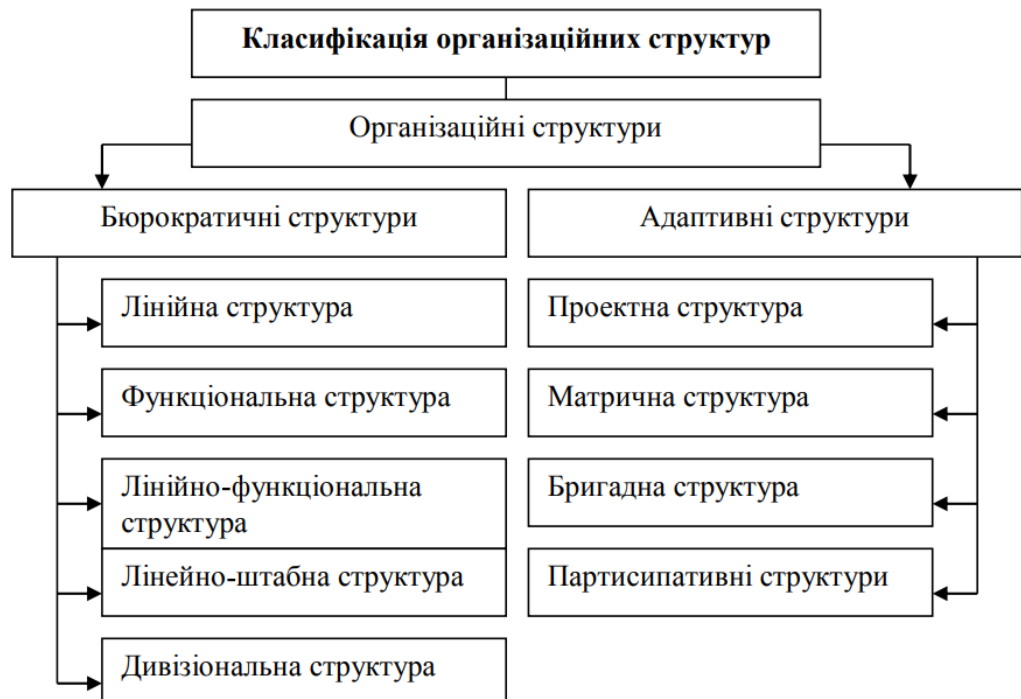 Класифікація організаційних структур
Організаційні структури
Бюрократичні структури
Адаптивні структури
Лінійна структура
Проектна структура
Функціональна структура
Матрична структура
Лінійно-функціональна
структура
Бригадна структура
Лінейно-штабна структура
Партисипативні структури
Дивізіональна структура